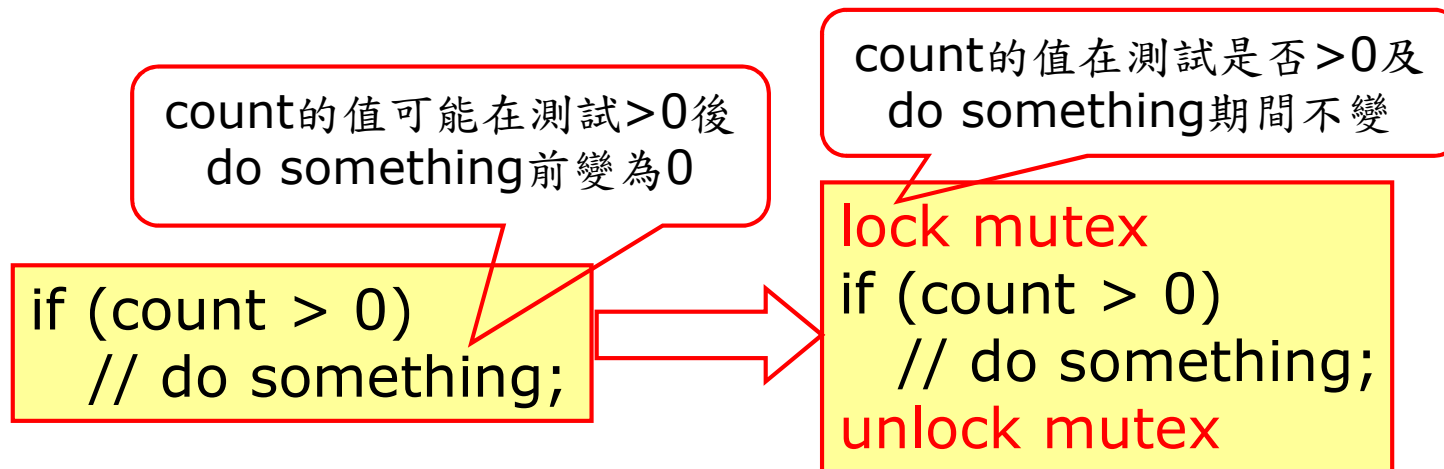 count的值可能在測試>0後
do something前變為0
count的值在測試是否>0及
do something期間不變
if (count > 0)
// do something;
lock mutex
if (count > 0)
// do something;
unlock mutex